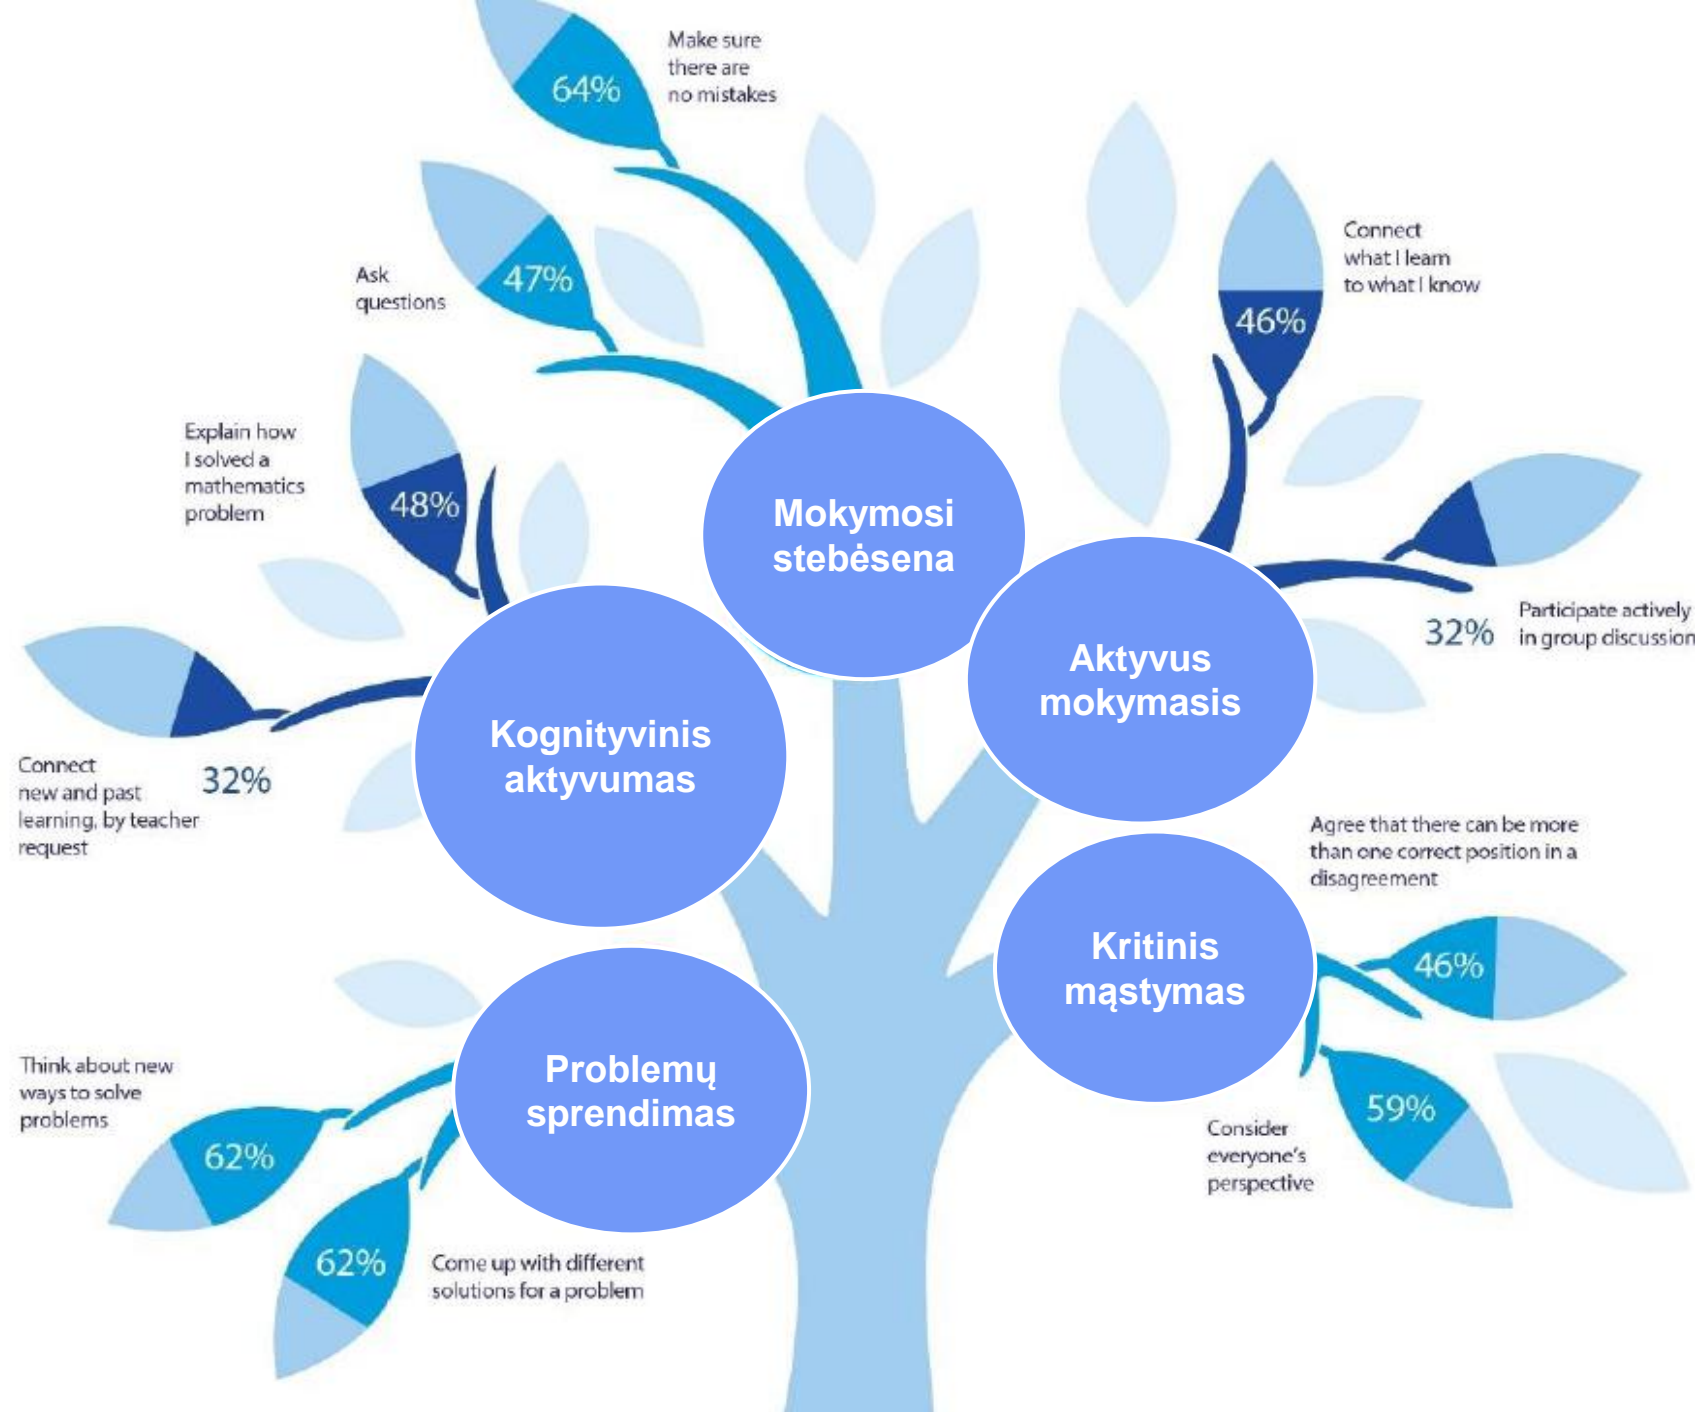 Make sure
there are
no mistakes
64%
Ask
questions
47%
Explain how
I solved a
mathematics
problem
48%
Connect
new and past
learning, by teacher
request
32%
Connect
what I learn
to what I know
46%
Participate actively
in group discussion
32%
Mokymosi
stebėsena
Aktyvus
mokymasis
Kognityvinis
aktyvumas
Kritinis
mąstymas
Problemų
sprendimas
Agree that there can be more
than one correct position in a
disagreement
46%
Consider
everyone's
perspective
59%
Think about new
ways to solve
problems
62%
Come up with different
solutions for a problem
62%